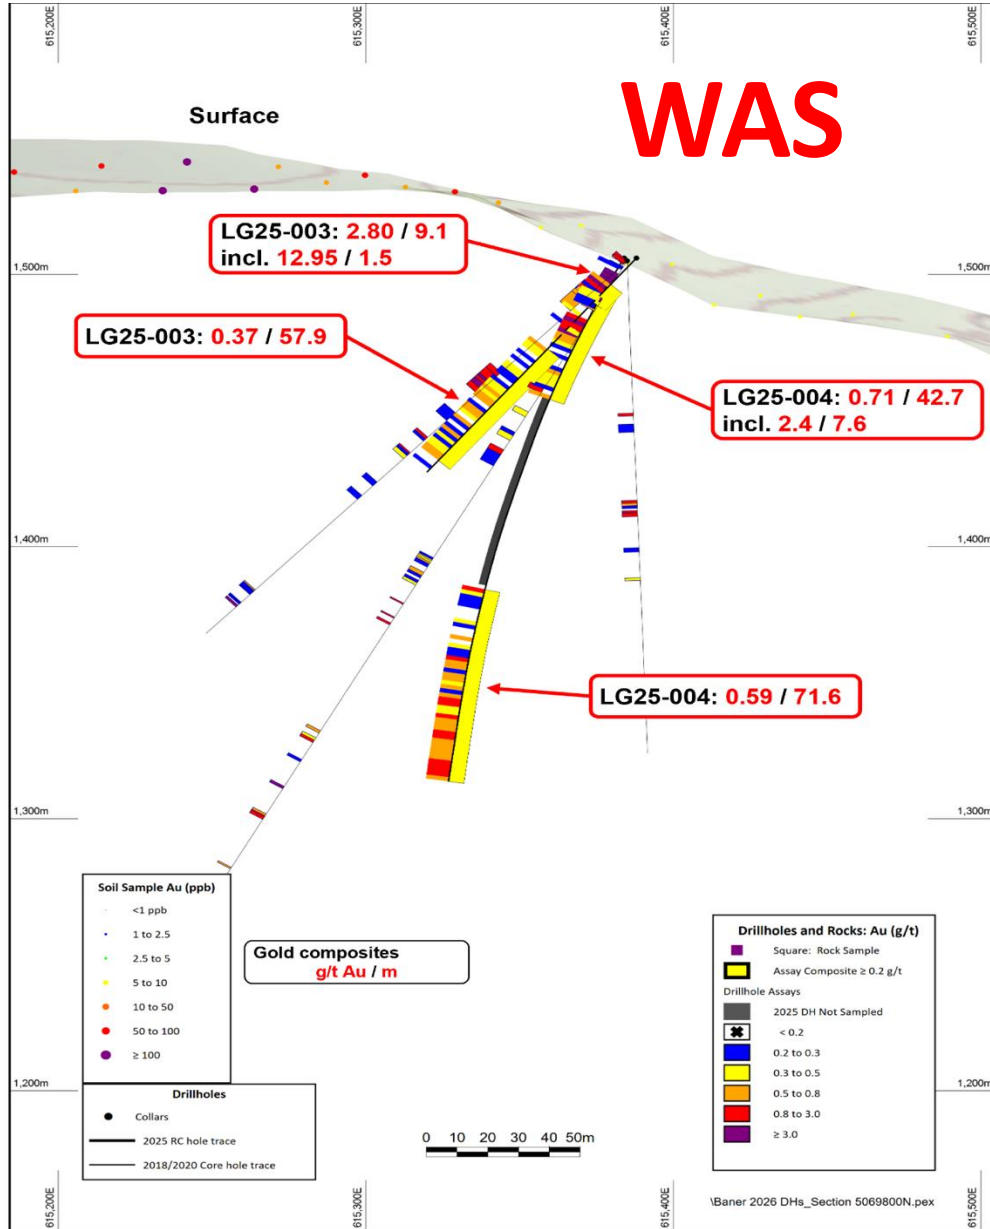 615,200E
615,300E
615,400E
615,500E
WAS
Surface
LG25-003: 2.80 / 9.1
incl. 12.95 / 1.5
1,500m
1,500m
LG25-003: 0.37 / 57.9
LG25-004: 0.71 / 42.7
incl. 2.4 / 7.6
1,400m
1,400m
LG25-004: 0.59 / 71.6
1,300m
1,300m
Soil Sample Au (ppb)
<1 ppb
1 to 2.5
2.5 to 5
5 to 10
10 to 50
50 to 100
≥ 100
Gold composites
g/t Au / m
Drillholes and Rocks: Au (g/t)
Square: Rock Sample
Assay Composite ≥ 0.2 g/t
Drillhole Assays
2025 DH Not Sampled
< 0.2
0.2 to 0.3
0.3 to 0.5
0.5 to 0.8
0.8 to 3.0
≥ 3.0
1,200m
1,200m
Drillholes
Collars
2025 RC hole trace
2018/2020 Core hole trace
0 10 20 30 40 50m
\Baner 2026 DHs_Section 5069800N.pex
615,200E
615,300E
615,400E
615,500E